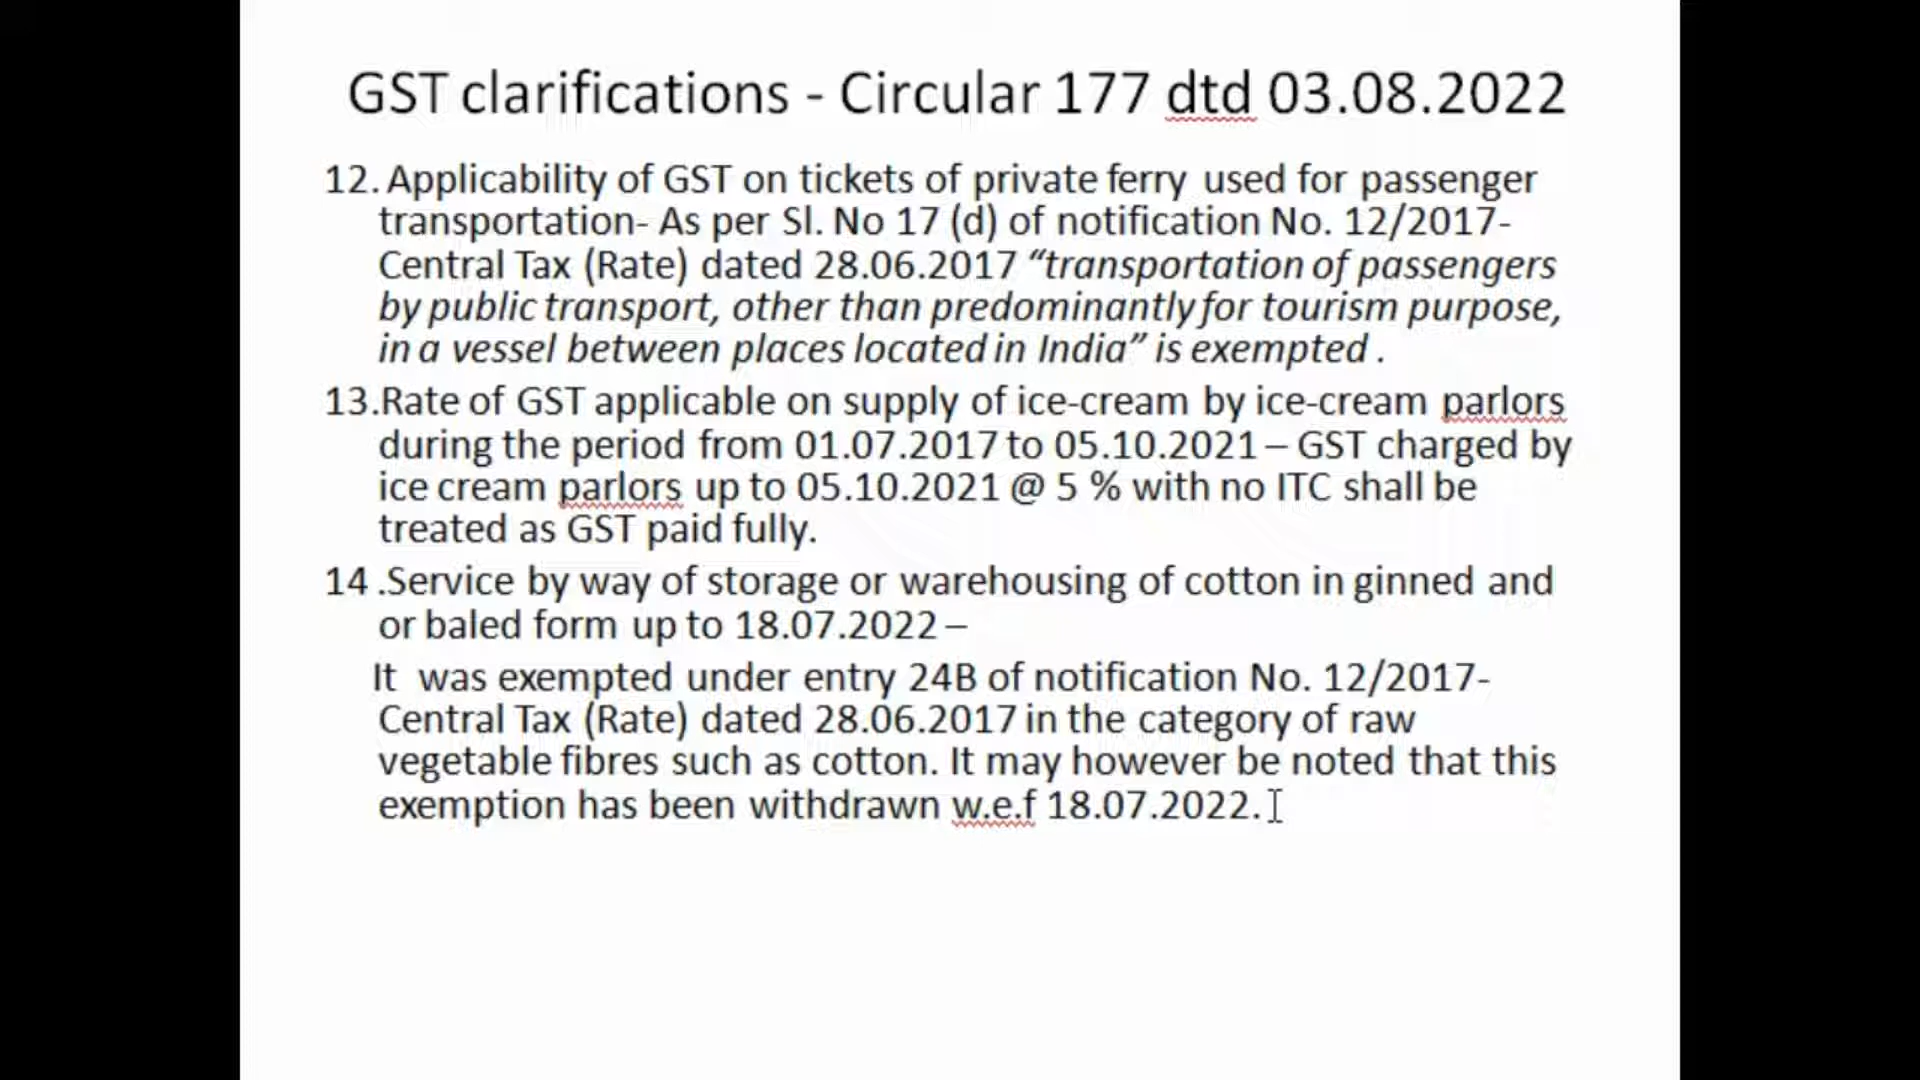 GST clarifications - Circular 177 dtd 03.08.2022
12. Applicability of GST on tickets of private ferry used for passenger
transportation- As per Sl. No 17 (d) of notification No. 12/2017-
Central Tax (Rate) dated 28.06.2017 “transportation of passengers
by public transport, other than predominantly for tourism purpose,
in a vessel between places located in India” is exempted .
13.Rate of GST applicable on supply of ice-cream by ice-cream parlors
during the period from 01.07.2017 to 05.10.2021 – GST charged by
ice cream parlors up to 05.10.2021 @ 5 % with no ITC shall be
treated as GST paid fully.
14 .Service by way of storage or warehousing of cotton in ginned and
or baled form up to 18.07.2022 –
It was exempted under entry 24B of notification No. 12/2017-
Central Tax (Rate) dated 28.06.2017 in the category of raw
vegetable fibres such as cotton. It may however be noted that this
exemption has been withdrawn w.e.f 18.07.2022.